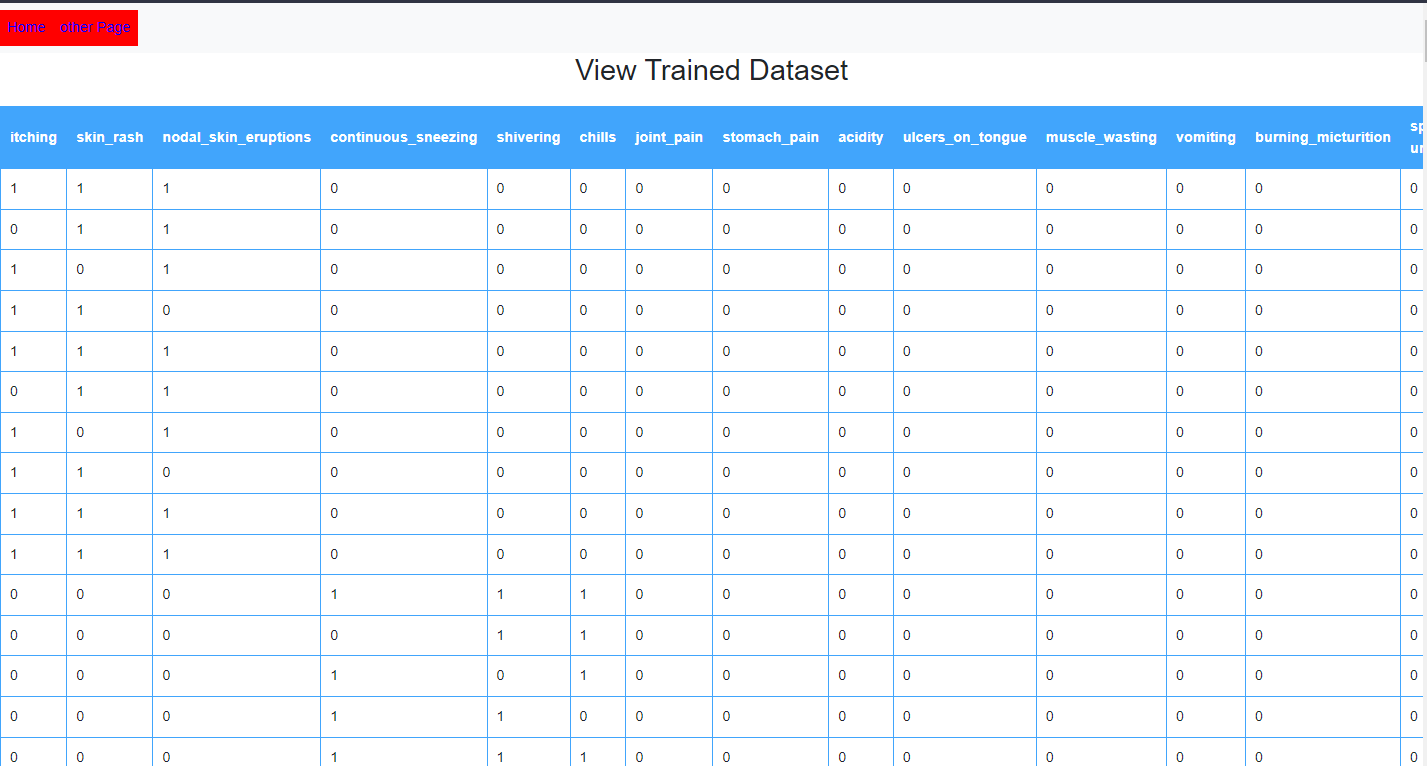 Home other Page
View Trained Dataset
itching skin_rash nodal_skin_eruptions continuous_sneezing shivering chills joint_pain stomach_pain acidity ulcers_on_tongue muscle_wasting vomiting burning_micturition sp
ur
1 1 1 0 0 0 0 0 0 0 0 0 0 0
0 1 1 0 0 0 0 0 0 0 0 0 0 0
1 0 1 0 0 0 0 0 0 0 0 0 0 0
1 1 0 0 0 0 0 0 0 0 0 0 0 0
1 1 1 0 0 0 0 0 0 0 0 0 0 0
0 1 1 0 0 0 0 0 0 0 0 0 0 0
1 0 1 0 0 0 0 0 0 0 0 0 0 0
1 1 0 0 0 0 0 0 0 0 0 0 0 0
1 1 1 0 0 0 0 0 0 0 0 0 0 0
1 1 1 0 0 0 0 0 0 0 0 0 0 0
0 0 0 1 1 1 0 0 0 0 0 0 0 0
0 0 0 0 1 1 0 0 0 0 0 0 0 0
0 0 0 1 0 1 0 0 0 0 0 0 0 0
0 0 0 1 1 0 0 0 0 0 0 0 0 0
0 0 0 1 1 1 0 0 0 0 0 0 0 0